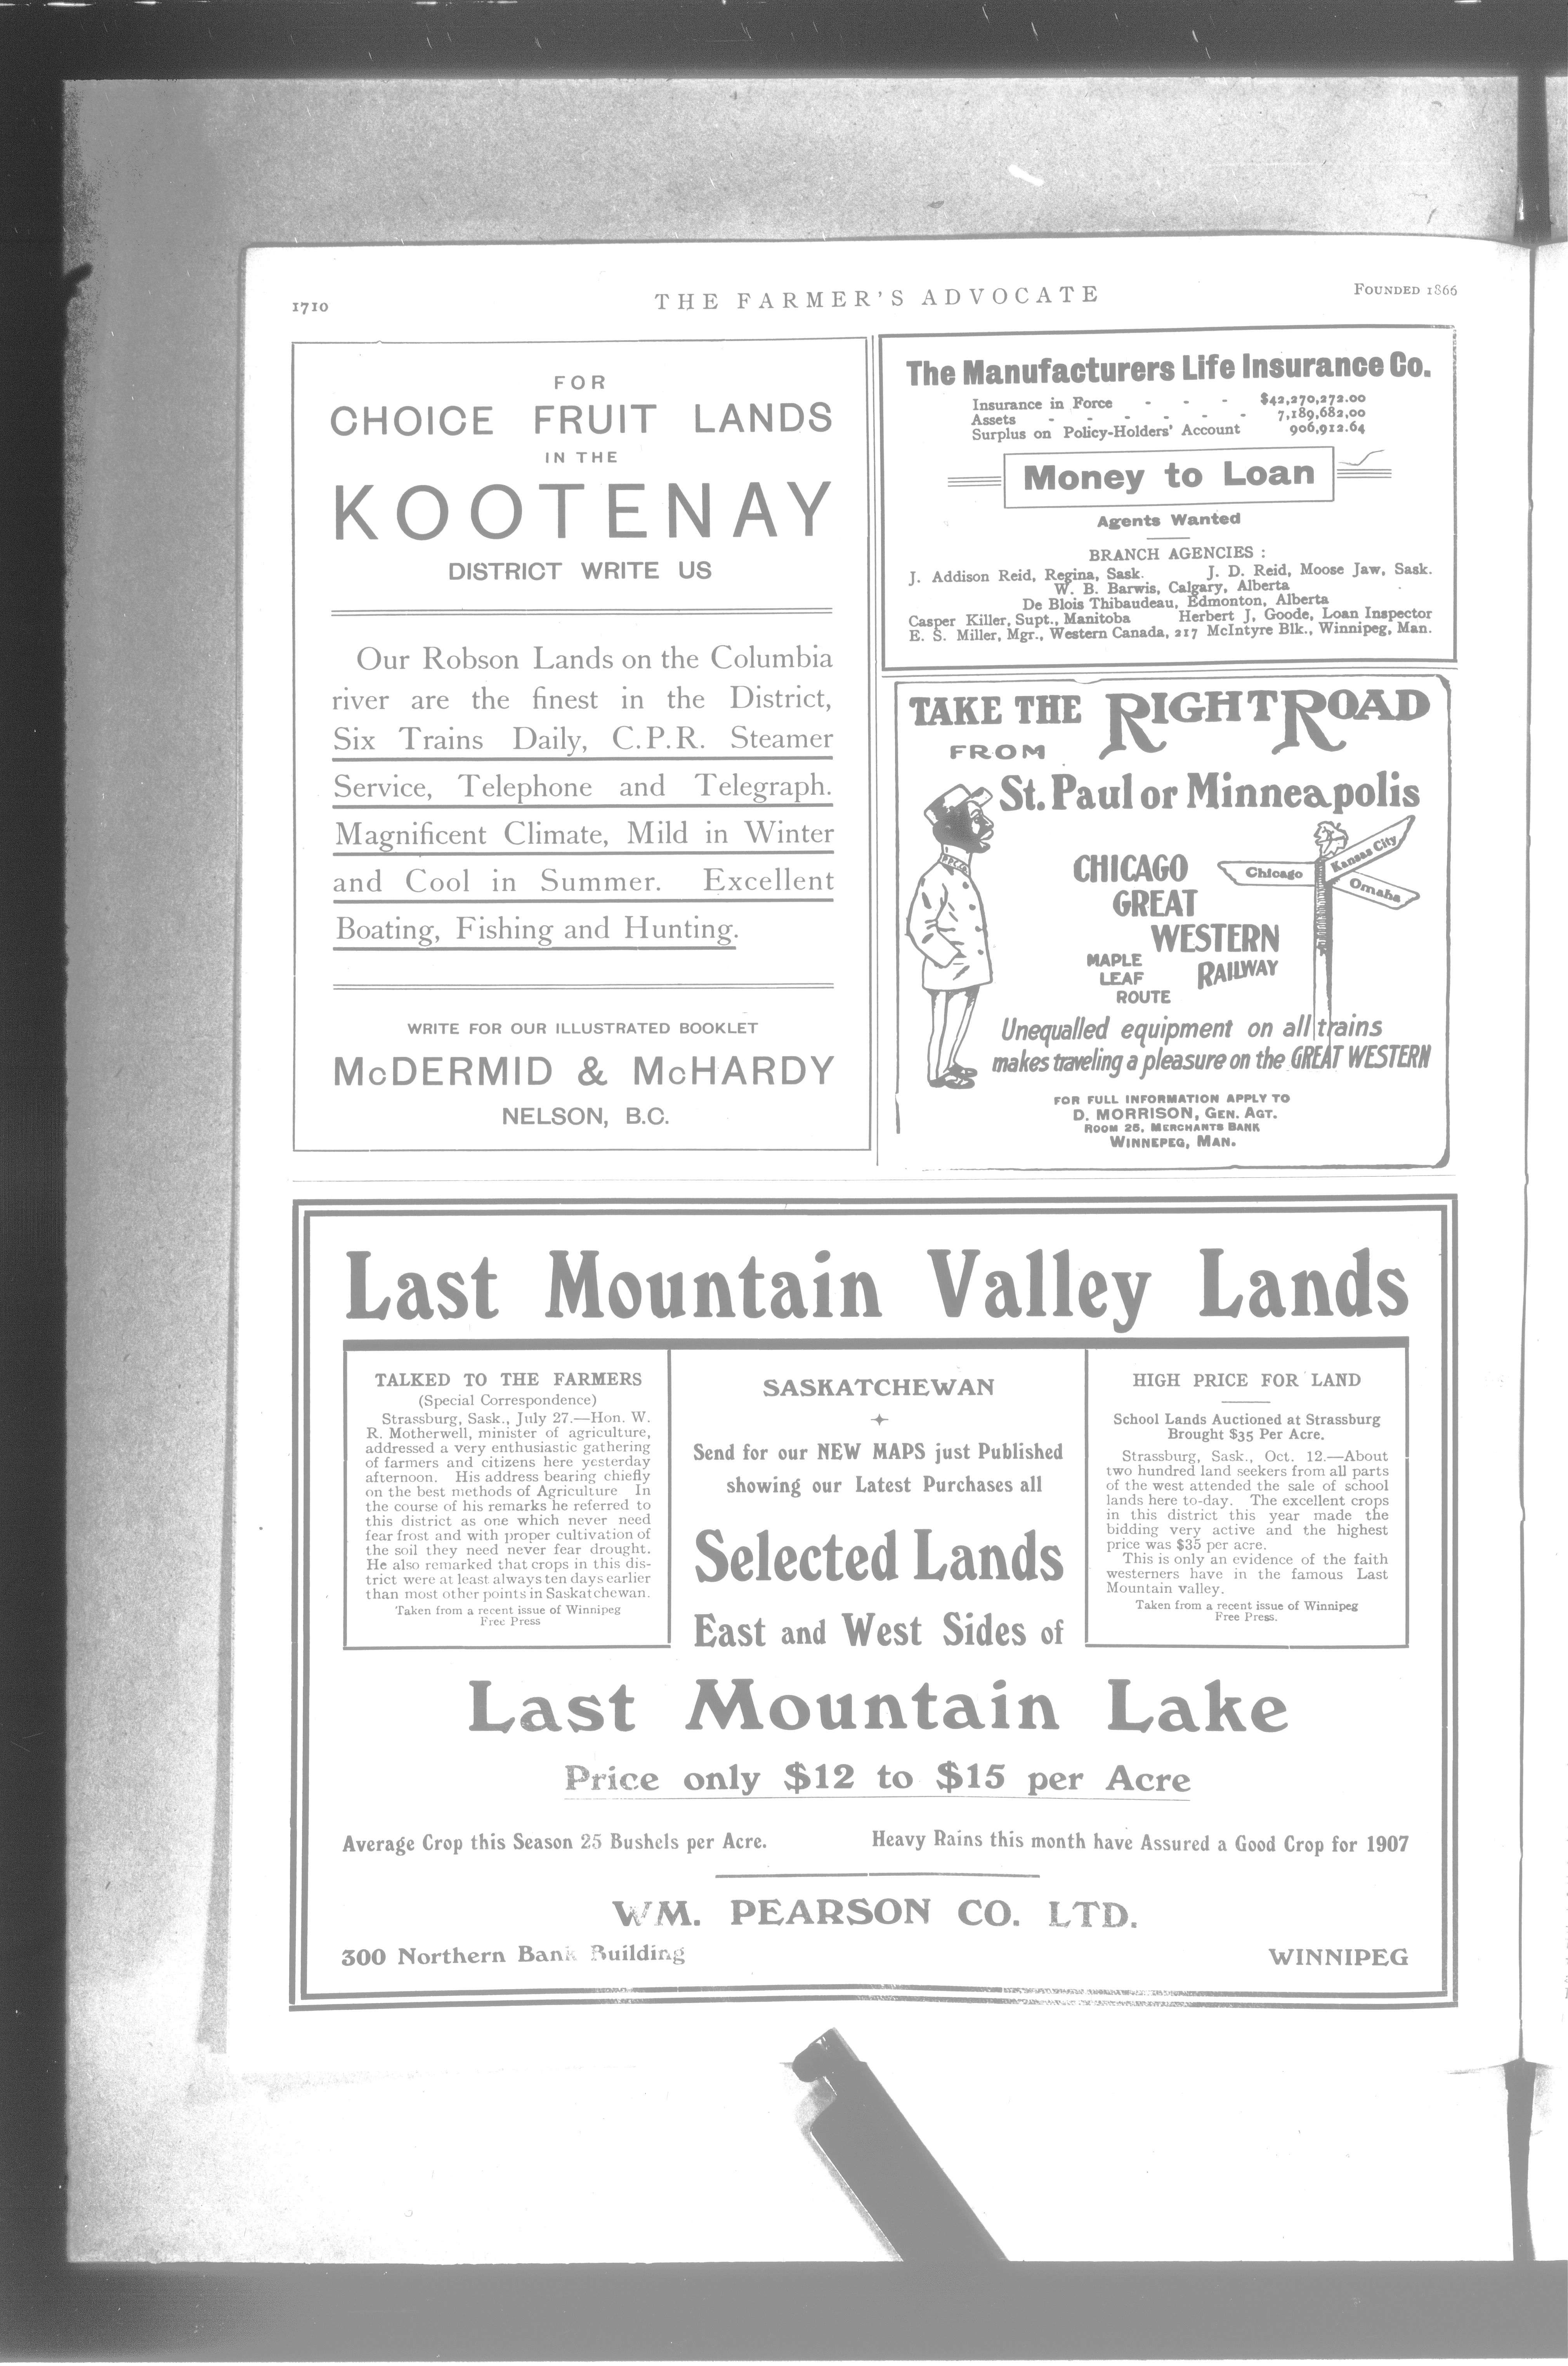 1710
THE FARMER'S ADVOCATE
FOUNDED 1866
FOR
CHOICE FRUIT LANDS
IN THE
KOOTENAY
DISTRICT WRITE US
Our Robson Lands on the Columbia
river are the finest in the District,
Six Trains Daily, C.P.R. Steamer
Service, Telephone and Telegraph.
Magnificent Climate, Mild in Winter
and Cool in Summer. Excellent
Boating, Fishing and Hunting.
WRITE FOR OUR ILLUSTRATED BOOKLET
McDERMID & McHARDY
NELSON, B.C.
The Manufacturers Life Insurance Co.
Insurance in Force - - - $42,270,272.00
Assets - - - - - - 7,189,682,00
Surplus on Policy-Holders' Account 906,912.64
Money to Loan
Agents Wanted
BRANCH AGENCIES :
J. Addison Reid, Regina, Sask. J. D. Reid, Moose Jaw, Sask.
W. B. Barwis, Calgary, Alberta
De Blois Thibaudeau, Edmonton, Alberta
Casper Killer, Supt., Manitoba Herbert J, Goode, Loan Inspector
E. S. Miller, Mgr., Western Canada, 217 McIntyre Blk., Winnipeg, Man.
TAKE THE RIGHT ROAD
FROM
St. Paul or Minneapolis
CHICAGO
GREAT
WESTERN
RAILWAY
MAPLE
LEAF
ROUTE
Chicago
Kansas City
Omaha
Unequalled equipment on all trains
makes traveling a pleasure on the GREAT WESTERN
FOR FULL INFORMATION APPLY TO
D. MORRISON, GEN. AGT.
ROOM 25, MERCHANTS BANK
WINNEPEG, MAN.
Last Mountain Valley Lands
TALKED TO THE FARMERS
(Special Correspondence)
Strassburg, Sask., July 27.—Hon. W.
R. Motherwell, minister of agriculture,
addressed a very enthusiastic gathering
of farmers and citizens here yesterday
afternoon. His address bearing chiefly
on the best methods of Agriculture In
the course of his remarks he referred to
this district as one which never need
fear frost and with proper cultivation of
the soil they need never fear drought.
He also remarked that crops in this dis-
trict were at least always ten days earlier
than most other points in Saskatchewan.
Taken from a recent issue of Winnipeg
Free Press
SASKATCHEWAN
Send for our NEW MAPS just Published
showing our Latest Purchases all
Selected Lands
East and West Sides of
HIGH PRICE FOR LAND
School Lands Auctioned at Strassburg
Brought $35 Per Acre.
Strassburg, Sask., Oct. 12.—About
two hundred land seekers from all parts
of the west attended the sale of school
lands here to-day. The excellent crops
in this district this year made the
bidding very active and the highest
price was $35 per acre.
This is only an evidence of the faith
westerners have in the famous Last
Mountain valley.
Taken from a recent issue of Winnipeg
Free Press.
Last Mountain Lake
Price only $12 to $15 per Acre
Average Crop this Season 25 Bushels per Acre. Heavy Rains this month have Assured a Good Crop for 1907
WM. PEARSON CO. LTD.
300 Northern Bank Building WINNIPEG